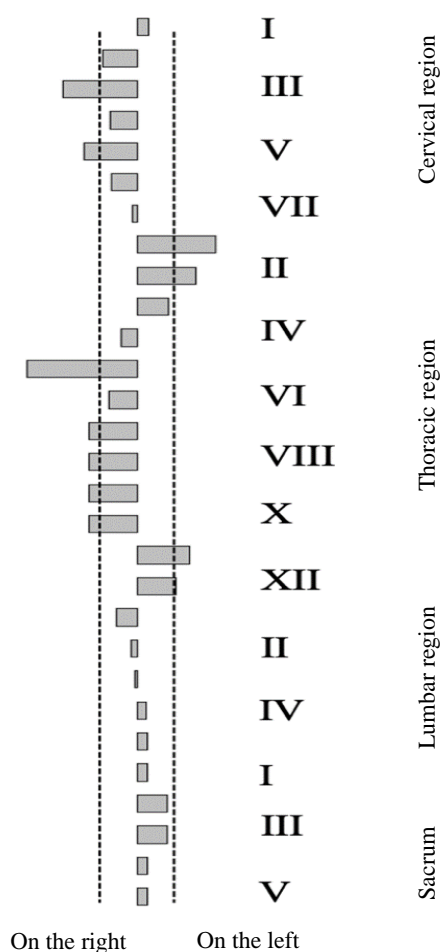 I
III
V
VII
Cervical region
II
IV
VI
VIII
X
XII
Thoracic region
II
IV
Lumbar region
I
III
V
Sacrum
On the right
On the left